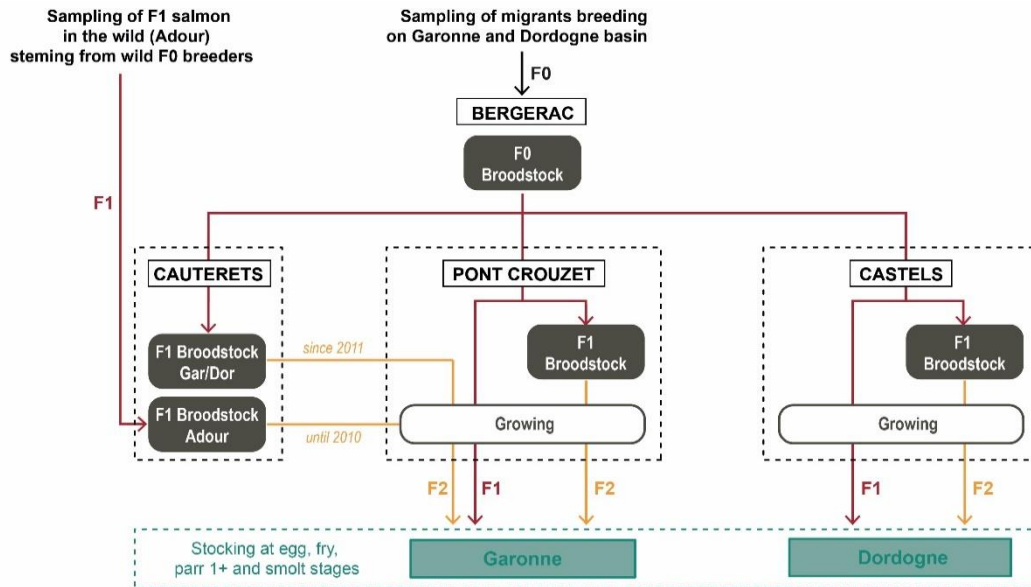 Sampling of F1 salmon
in the wild (Adour)
steming from wild F0 breeders
Sampling of migrants breeding
on Garonne and Dordogne basin
F0
BERGERAC
F0
Broodstock
F1
CAUTERETS
PONT CROUZET
CASTELS
F1 Broodstock
Gar/Dor
since 2011
F1
Broodstock
F1
Broodstock
F1 Broodstock
Adour
until 2010
Growing
Growing
F2
F1
F2
F1
F2
Stocking at egg, fry,
parr 1+ and smolt stages
Garonne
Dordogne